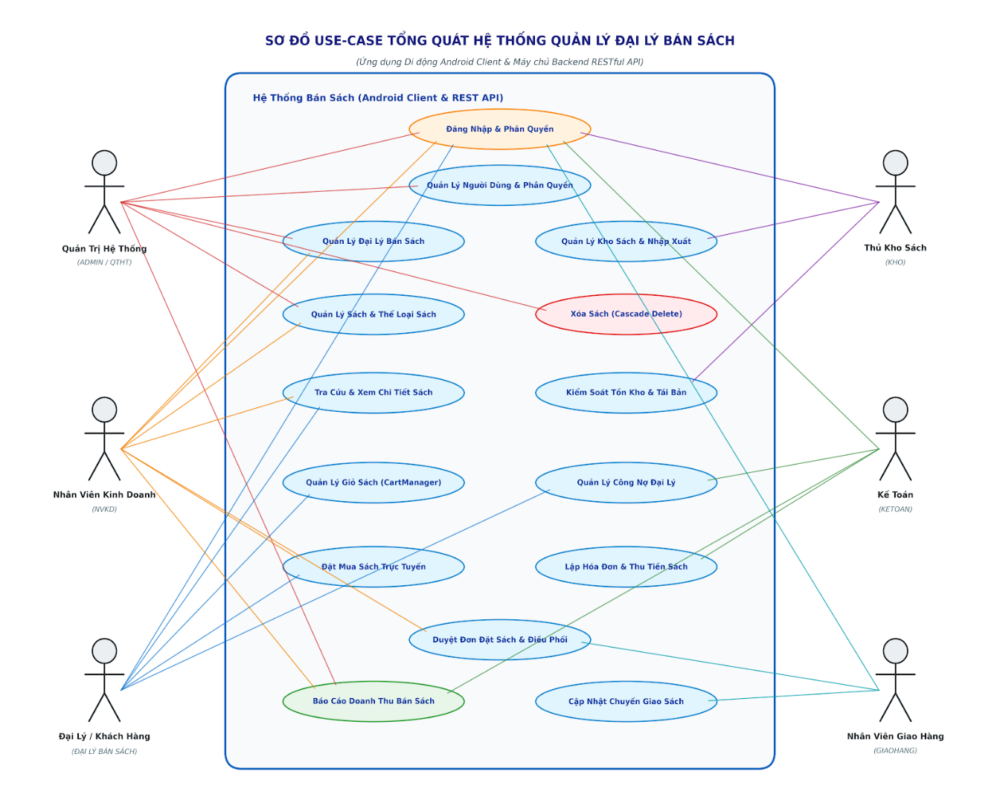 SƠ ĐỒ USE-CASE TỔNG QUÁT HỆ THỐNG QUẢN LÝ ĐẠI LÝ BÁN SÁCH
(Ứng dụng Di động Android Client & Máy chủ Backend RESTful API)
Hệ Thống Bán Sách (Android Client & REST API)
Đăng Nhập & Phân Quyền
Quản Lý Người Dùng & Phân Quyền
Quản Lý Đại Lý Bán Sách
Quản Lý Kho Sách & Nhập Xuất
Quản Trị Hệ Thống
(ADMIN / QTHT)
Thủ Kho Sách
(KHO)
Quản Lý Sách & Thể Loại Sách
Xóa Sách (Cascade Delete)
Tra Cứu & Xem Chi Tiết Sách
Kiểm Soát Tồn Kho & Tái Bản
Quản Lý Giỏ Sách (CartManager)
Quản Lý Công Nợ Đại Lý
Nhân Viên Kinh Doanh
(NVKD)
Kế Toán
(KETOAN)
Đặt Mua Sách Trực Tuyến
Lập Hóa Đơn & Thu Tiền Sách
Duyệt Đơn Đặt Sách & Điều Phối
Báo Cáo Doanh Thu Bán Sách
Cập Nhật Chuyến Giao Sách
Đại Lý / Khách Hàng
(ĐẠI LÝ BÁN SÁCH)
Nhân Viên Giao Hàng
(GIAOHANG)